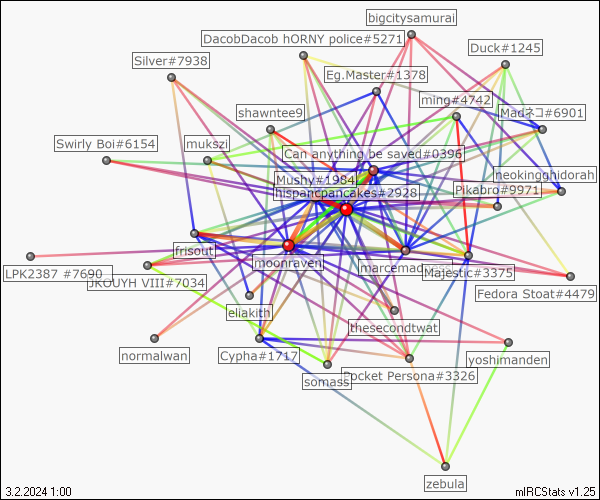 bigcitysamurai
DacobDacob hORNY police#5271
Duck#1245
Silver#7938
Eg.Master#1378
ming#4742
Madネコ#6901
shawntee9
Swirly Boi#6154
mukszi
Can anything be saved#0396
neokingghidorah
Mushy#1984
Pikabro#9971
hispanicpancakes#2928
frisout
moonraven
Majestic#3375
LPK2387 #7690
JKOUYH VIII#7034
Fedora Stoat#4479
eliakith
thesecondtwat
normalwan
Cypha#1717
yoshimanden
somass
Pocket Persona#3326
zebula
3.2.2024 1:00
mIRCStats v1.25